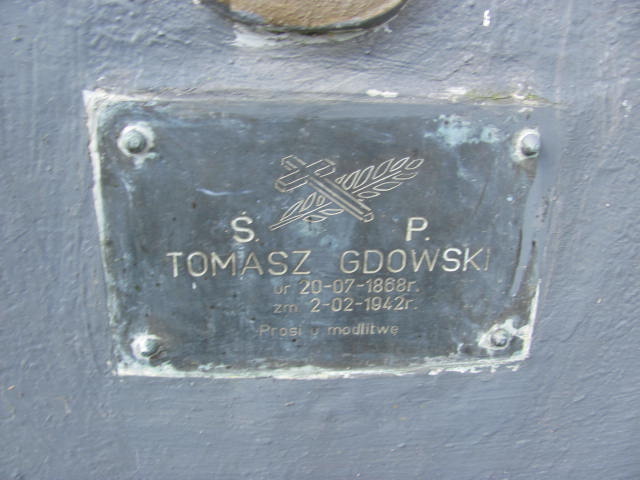 Ś. P.
TOMASZ GDOWSKI
ur 20-07-1868r.
zm 2-02-1942r.
Prosi o modlitwę